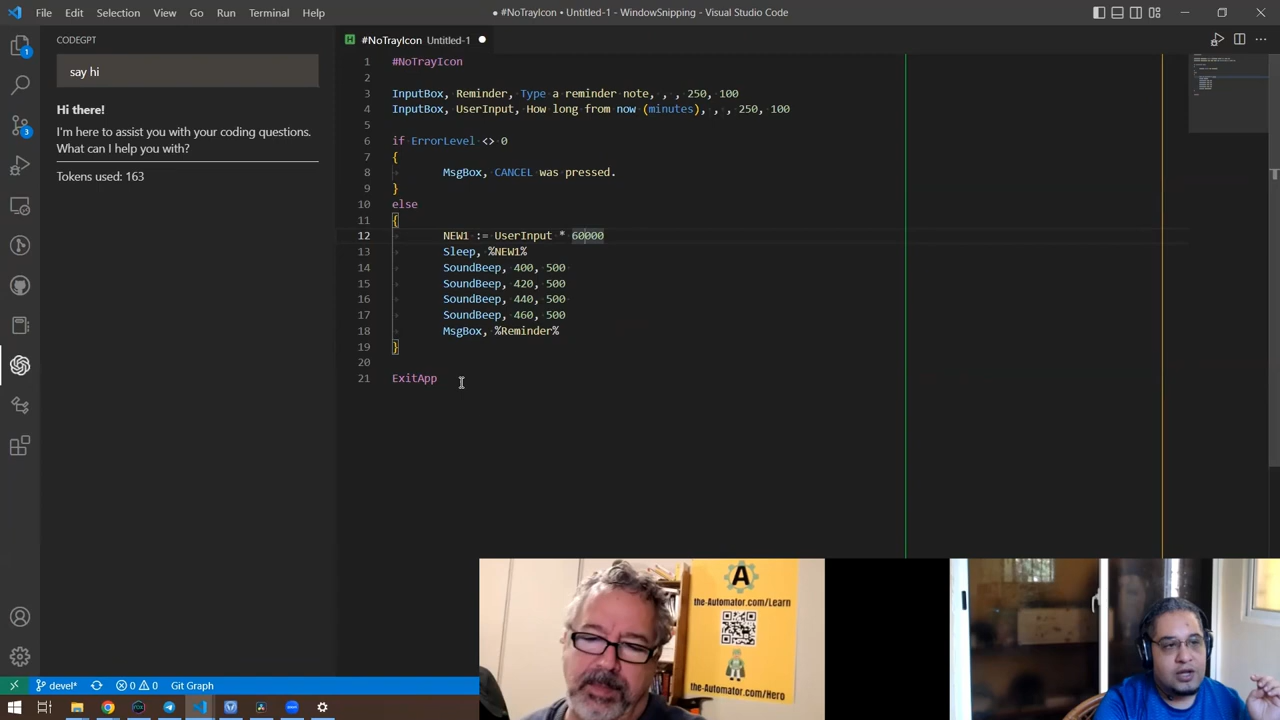 File Edit Selection View Go Run Terminal Help
● #NoTrayIcon • Untitled-1 - WindowSnipping - Visual Studio Code
CODEGPT
say hi
Hi there!
I'm here to assist you with your coding questions.
What can I help you with?
Tokens used: 163
#NoTrayIcon Untitled-1
1 #NoTrayIcon
2
3 InputBox, Reminder, Type a reminder note, , , 250, 100
4 InputBox, UserInput, How long from now (minutes), , , 250, 100
5
6 if ErrorLevel <> 0
7 {
8 MsgBox, CANCEL was pressed.
9 }
10 else
11 {
12 NEW1 := UserInput * 60000
13 Sleep, %NEW1%
14 SoundBeep, 400, 500
15 SoundBeep, 420, 500
16 SoundBeep, 440, 500
17 SoundBeep, 460, 500
18 MsgBox, %Reminder%
19 }
20
21 ExitApp
1
3
devel*
0 0
Git Graph
A
the-Automator.com/Learn
the-Automator.com/Hero